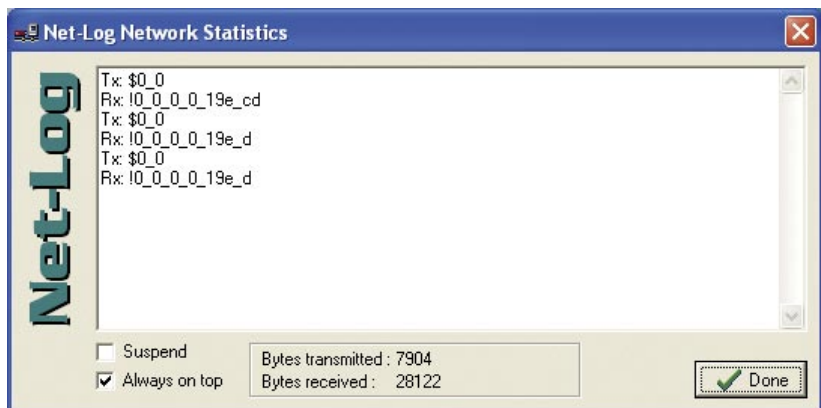 Net-Log Network Statistics
Net-Log
Tx: $0_0
Rx: !0_0_0_0_19e_cd
Tx: $0_0
Rx: !0_0_0_0_19e_d
Tx: $0_0
Rx: !0_0_0_0_19e_d
Suspend
Always on top
Bytes transmitted : 7904
Bytes received : 28122
Done